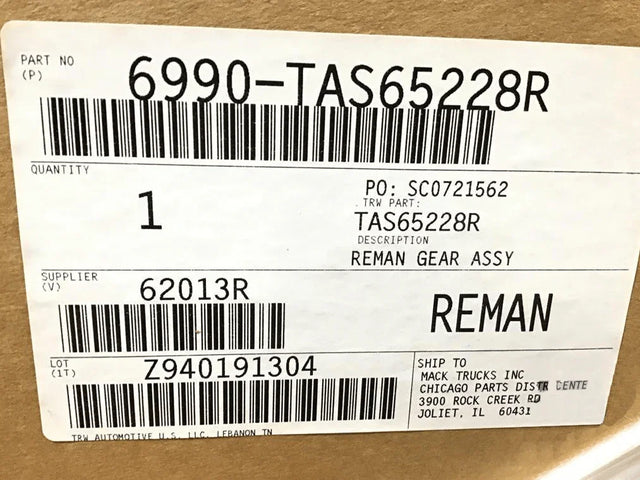 PART NO
(P)
6990-TAS65228R
QUANTITY
1
PO: SC0721562
TRW PART:
TAS65228R
DESCRIPTION
REMAN GEAR ASSY
SUPPLIER
(V)
62013R
REMAN
LOT
(1T)
Z940191304
SHIP TO
MACK TRUCKS INC
CHICAGO PARTS DISTR CENTE
3900 ROCK CREEK RD
JOLIET, IL 60431
TRW AUTOMOTIVE U.S. LLC. LEBANON TN